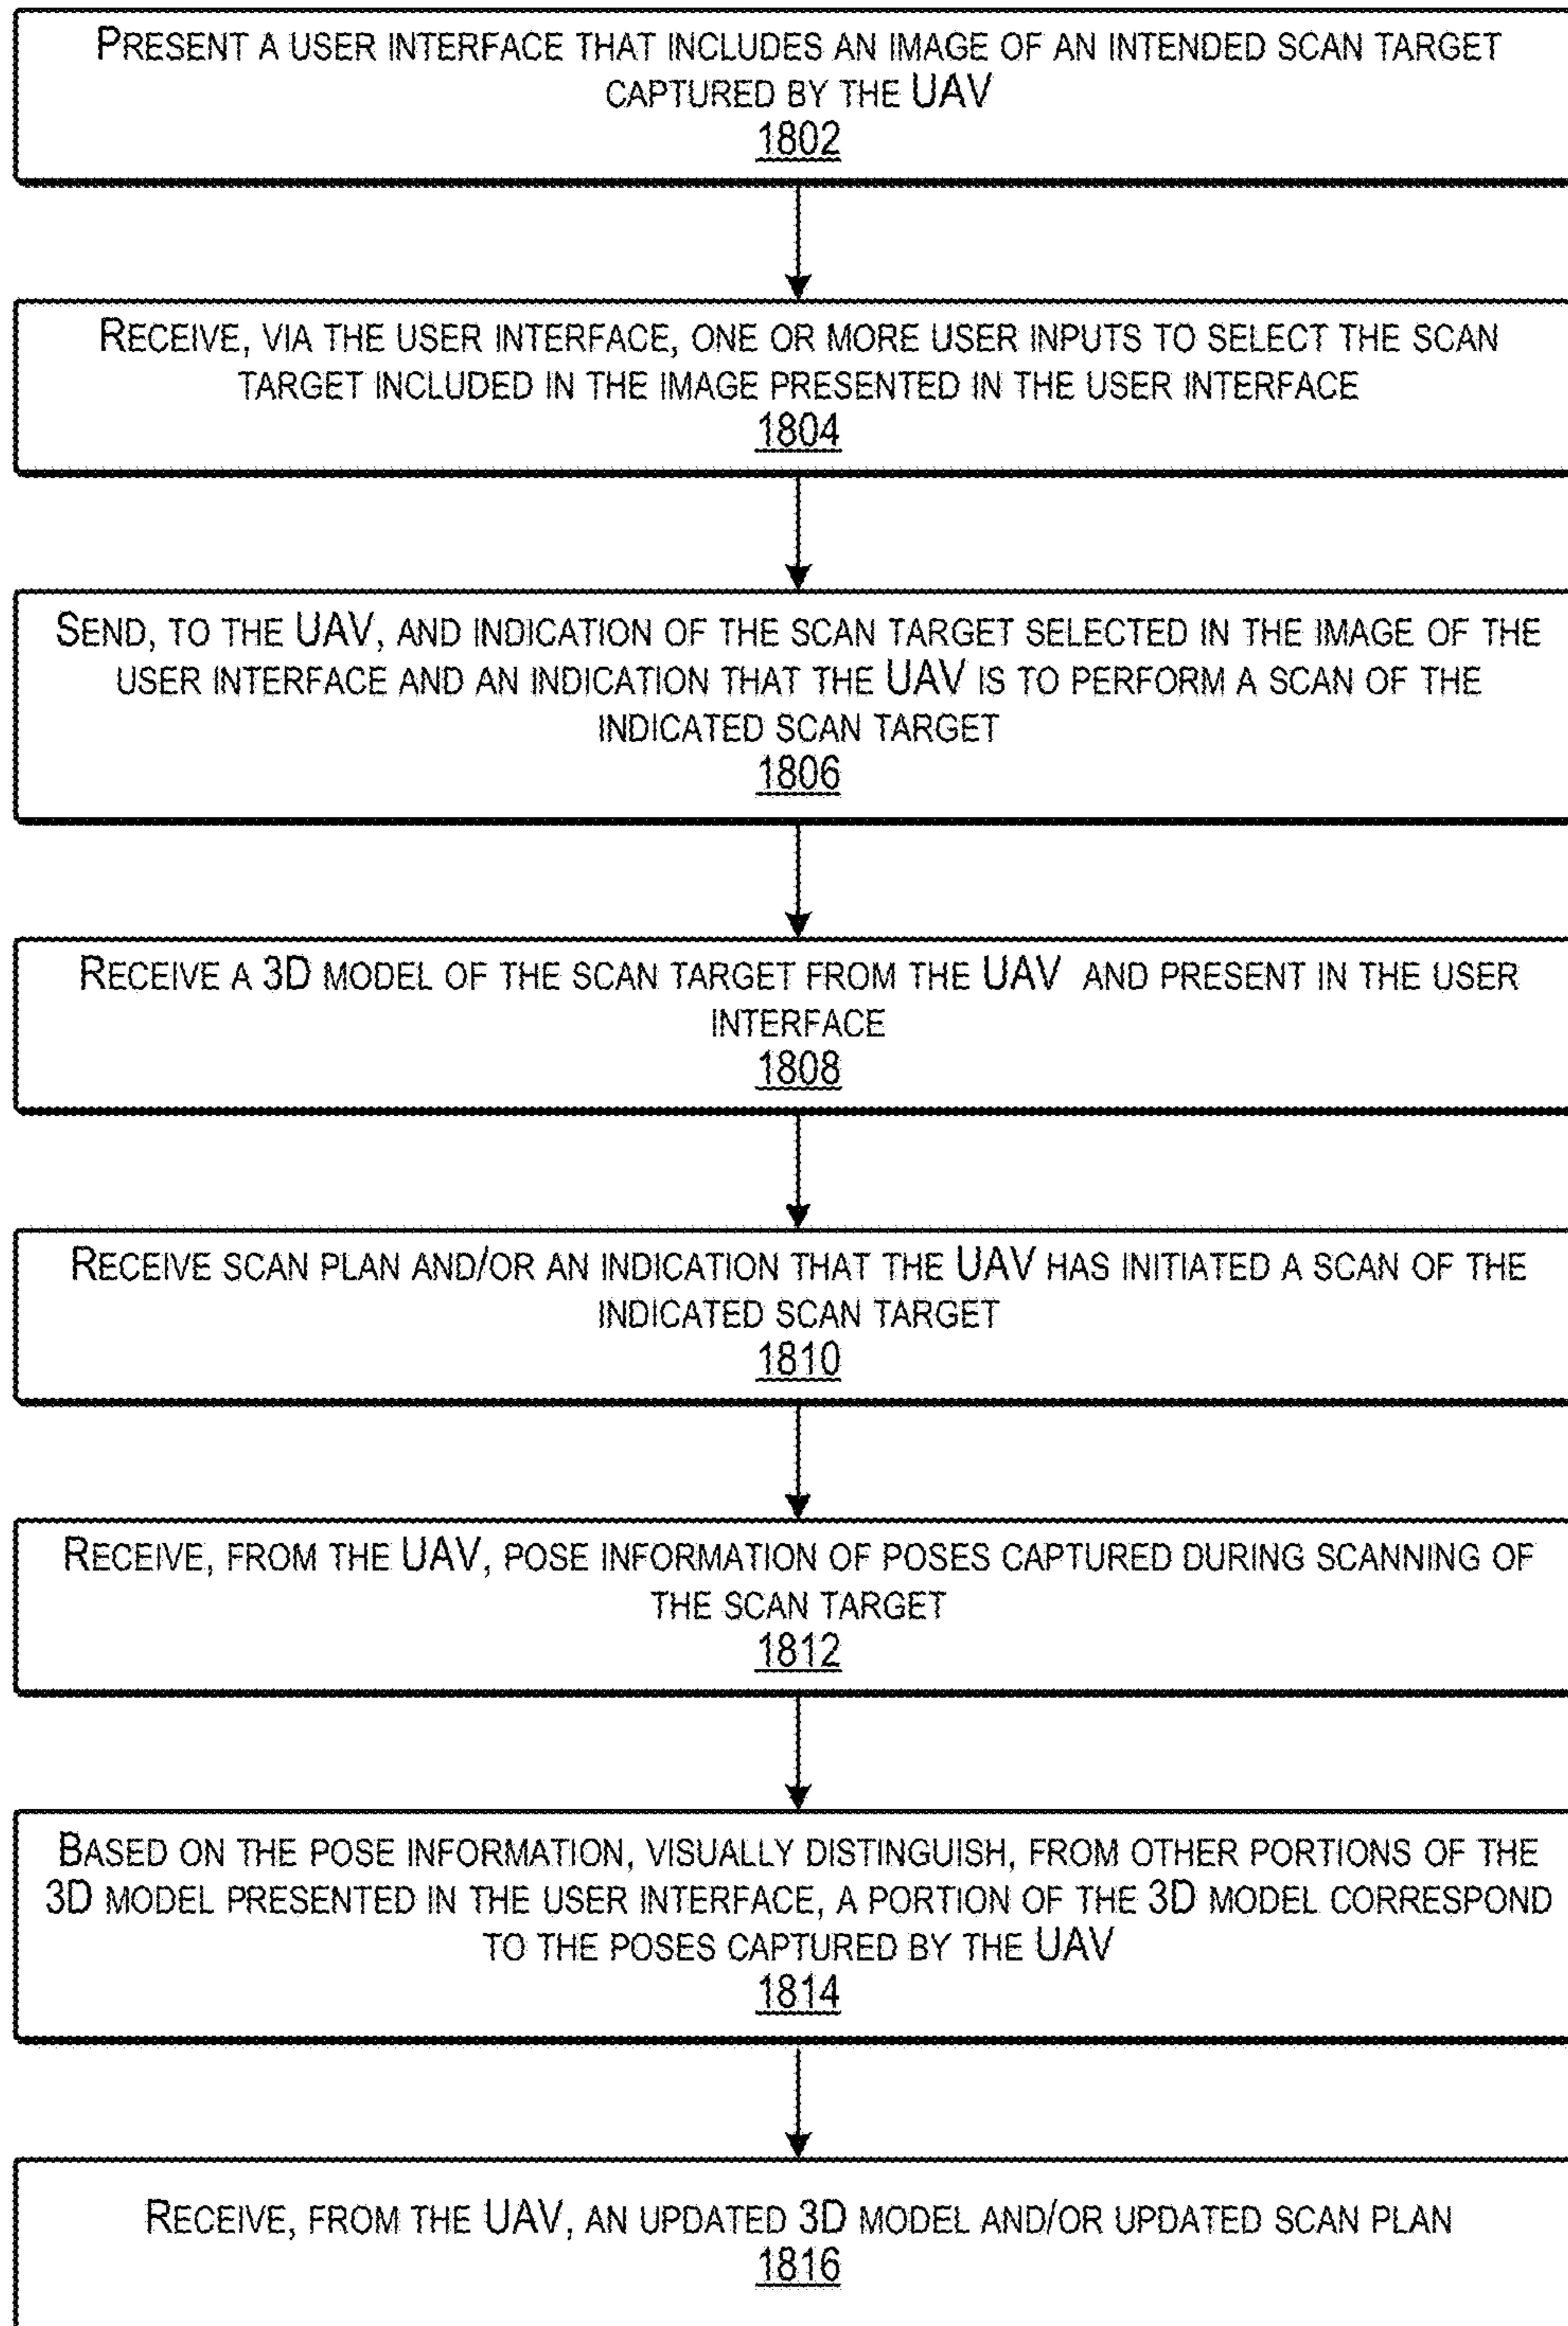 PRESENT A USER INTERFACE THAT INCLUDES AN IMAGE OF AN INTENDED SCAN TARGET
CAPTURED BY THE UAV
1802
RECEIVE, VIA THE USER INTERFACE, ONE OR MORE USER INPUTS TO SELECT THE SCAN
TARGET INCLUDED IN THE IMAGE PRESENTED IN THE USER INTERFACE
1804
SEND, TO THE UAV, AND INDICATION OF THE SCAN TARGET SELECTED IN THE IMAGE OF THE
USER INTERFACE AND AN INDICATION THAT THE UAV IS TO PERFORM A SCAN OF THE
INDICATED SCAN TARGET
1806
RECEIVE A 3D MODEL OF THE SCAN TARGET FROM THE UAV AND PRESENT IN THE USER
INTERFACE
1808
RECEIVE SCAN PLAN AND/OR AN INDICATION THAT THE UAV HAS INITIATED A SCAN OF THE
INDICATED SCAN TARGET
1810
RECEIVE, FROM THE UAV, POSE INFORMATION OF POSES CAPTURED DURING SCANNING OF
THE SCAN TARGET
1812
BASED ON THE POSE INFORMATION, VISUALLY DISTINGUISH, FROM OTHER PORTIONS OF THE
3D MODEL PRESENTED IN THE USER INTERFACE, A PORTION OF THE 3D MODEL CORRESPOND
TO THE POSES CAPTURED BY THE UAV
1814
RECEIVE, FROM THE UAV, AN UPDATED 3D MODEL AND/OR UPDATED SCAN PLAN
1816